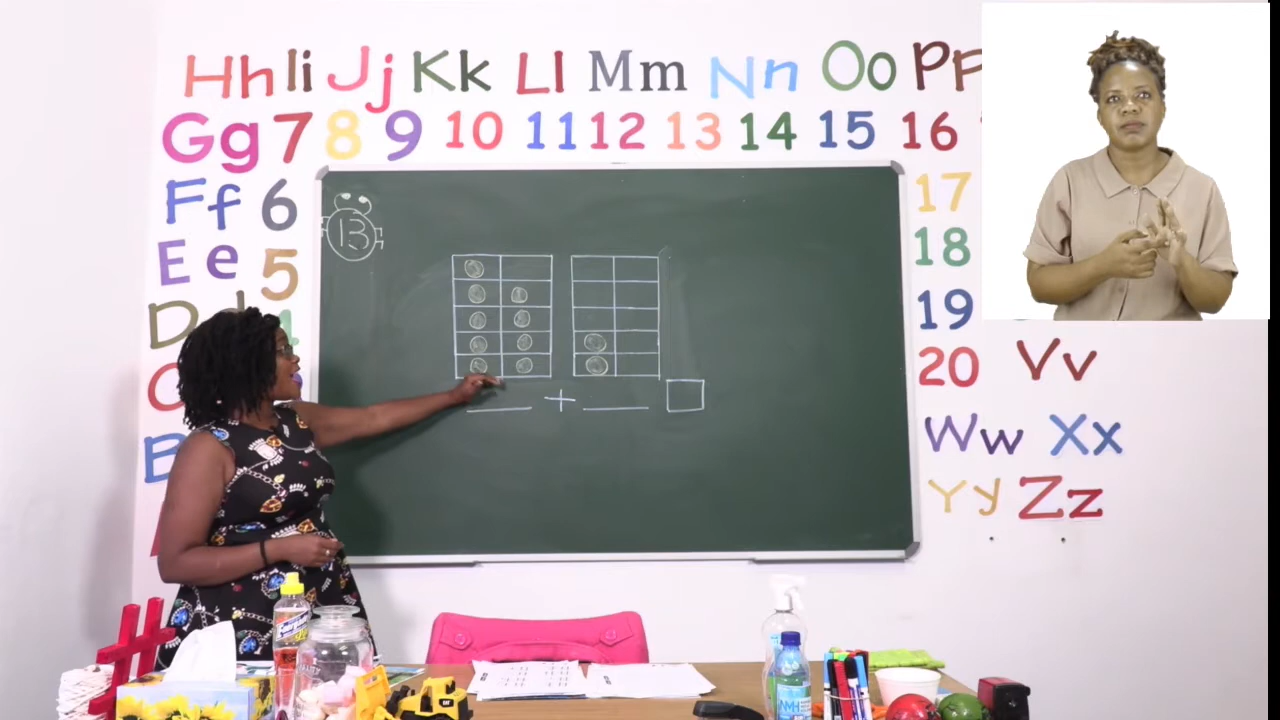 Hh Ii Jj Kk Ll Mm Nn Oo Pp
Gg 7 8 9 10 11 12 13 14 15 16
Ff 6
17
Ee 5
18
19
20 Vv
Ww Xx
Yy Zz
13
+
CAT